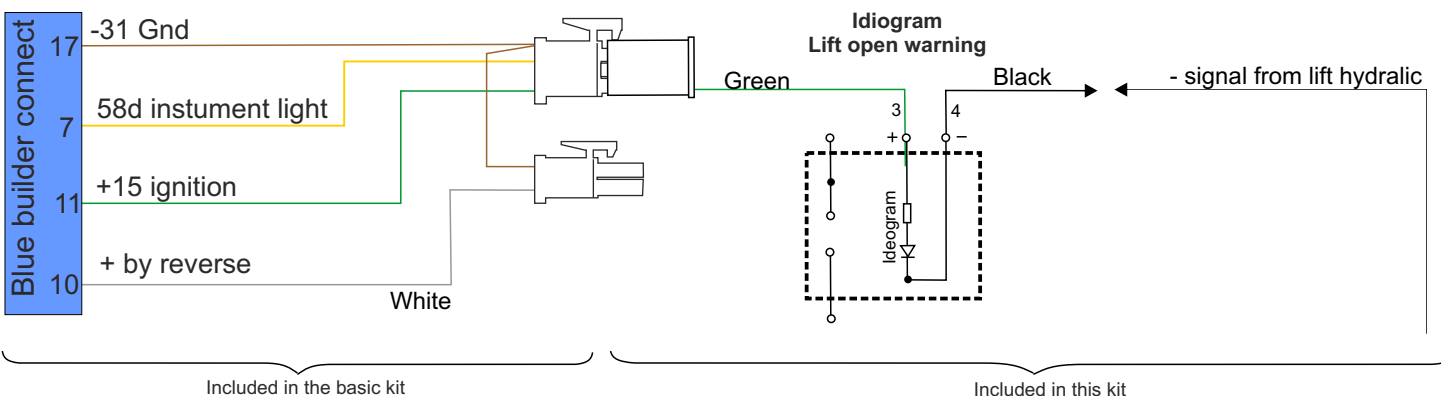 Blue builder connect
17
-31 Gnd
7
58d instument light
11
+15 ignition
10
+ by reverse
White
Green
Idiogram
Lift open warning
Black
- signal from lift hydralic
3
4
+
–
Ideogram
Included in the basic kit
Included in this kit